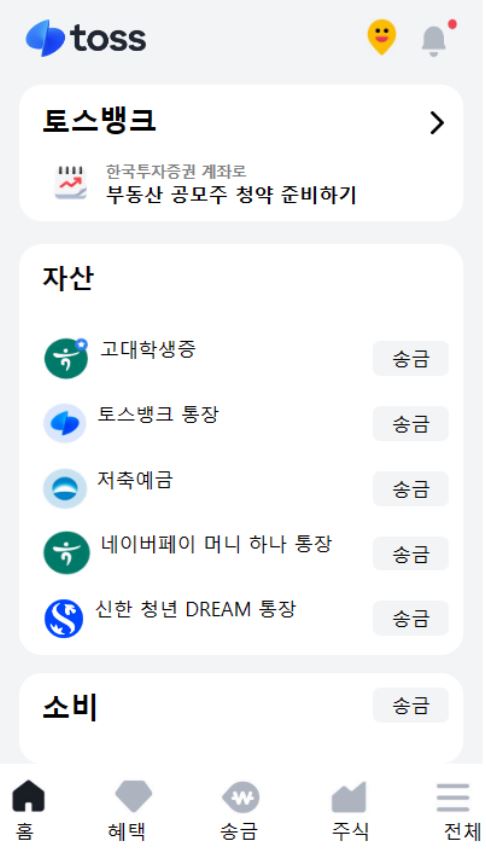 toss
토스뱅크
한국투자증권 계좌로
부동산 공모주 청약 준비하기
자산
고대학생증
송금
토스뱅크 통장
송금
저축예금
송금
네이버페이 머니 하나 통장
송금
신한 청년 DREAM 통장
송금
소비
송금
홈
혜택
송금
주식
전체